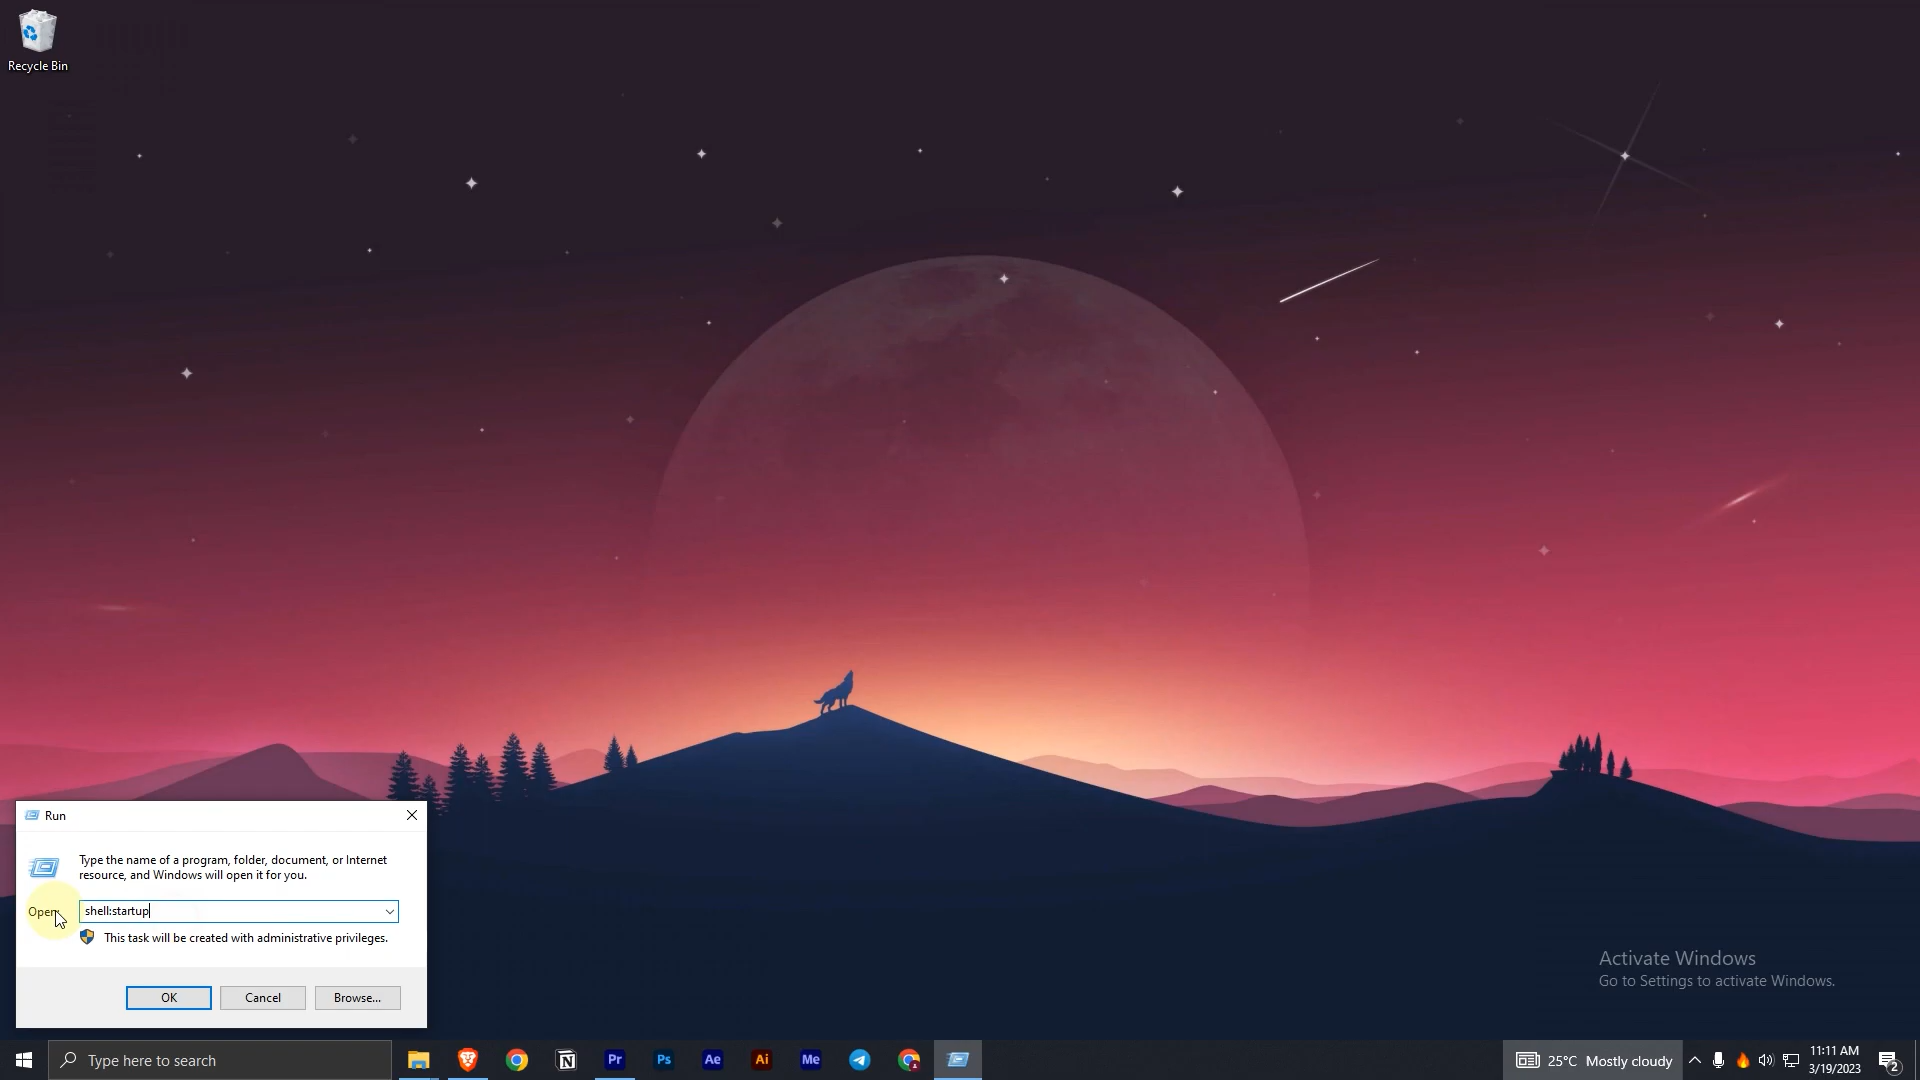 Recycle Bin
Run
Type the name of a program, folder, document, or Internet
resource, and Windows will open it for you.
shell:startup
This task will be created with administrative privileges.
OK
Cancel
Browse...
Activate Windows
Go to Settings to activate Windows.
Type here to search
Pr
Ps
Ae
Ai
Me
25°C Mostly cloudy
11:11 AM
3/19/2023
2